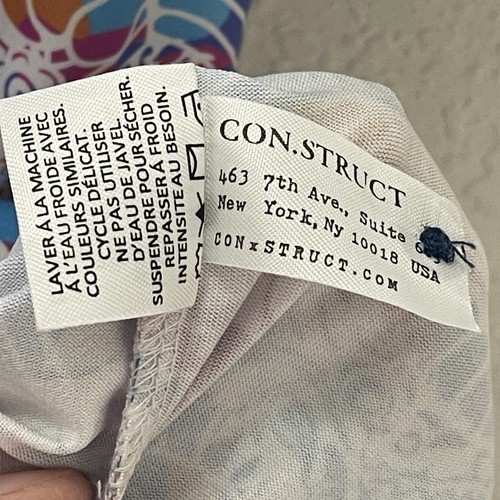 LAVER À LA MACHINE
À L'EAU FROIDE AVEC
COULEURS SIMILAIRES.
CYCLE DÉLICAT.
NE PAS UTILISER
D'EAU DE JAVEL.
SUSPENDRE POUR SÉCHER.
REPASSER À FROID
INTENSITE AU BESOIN.
CON.STRUCT
463 7th Ave., Suite
New York, Ny 10018 USA
CONxSTRUCT.COM